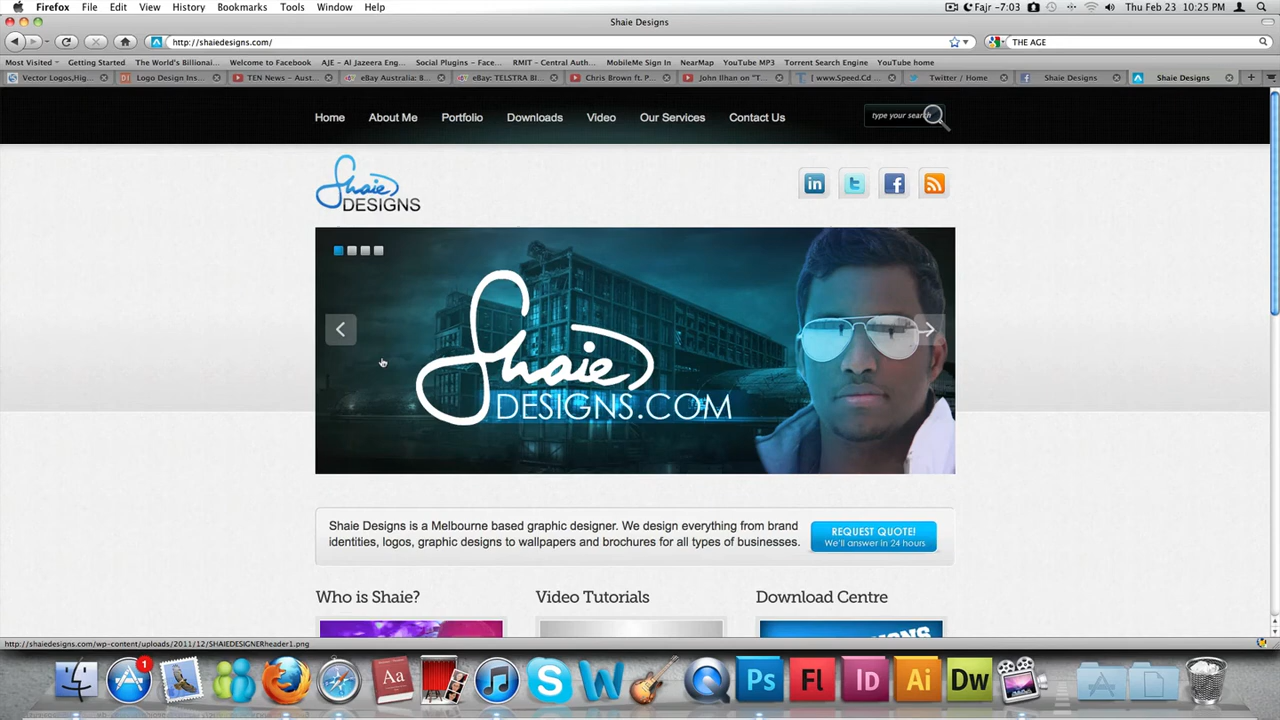 Firefox File Edit View History Bookmarks Tools Window Help Fajr -7:03 Thu Feb 23 10:25 PM
Shaie Designs
http://shaiedesigns.com/ THE AGE
Most Visited Getting Started The World's Billionai... Welcome to Facebook AJE - Al Jazeera Eng... Social Plugins - Face... RMIT - Central Auth... MobileMe Sign In NearMap YouTube MP3 Torrent Search Engine YouTube home
Vector Logos,Hig... Logo Design Ins... TEN News - Aust... eBay Australia: B... eBay: TELSTRA BI... Chris Brown ft. P... John Ilhan on "T... [ www.Speed.Cd ... Twitter / Home Shaie Designs Shaie Designs
Home About Me Portfolio Downloads Video Our Services Contact Us type your search
Shaie
DESIGNS
in t f
Shaie
DESIGNS.COM
Shaie Designs is a Melbourne based graphic designer. We design everything from brand
identities, logos, graphic designs to wallpapers and brochures for all types of businesses.
REQUEST QUOTE!
We'll answer in 24 hours
Who is Shaie? Video Tutorials Download Centre
http://shaiedesigns.com/wp-content/uploads/2011/12/SHAIEDESIGNERheader1.png
1 Aa S W Ps Fl Id Ai Dw